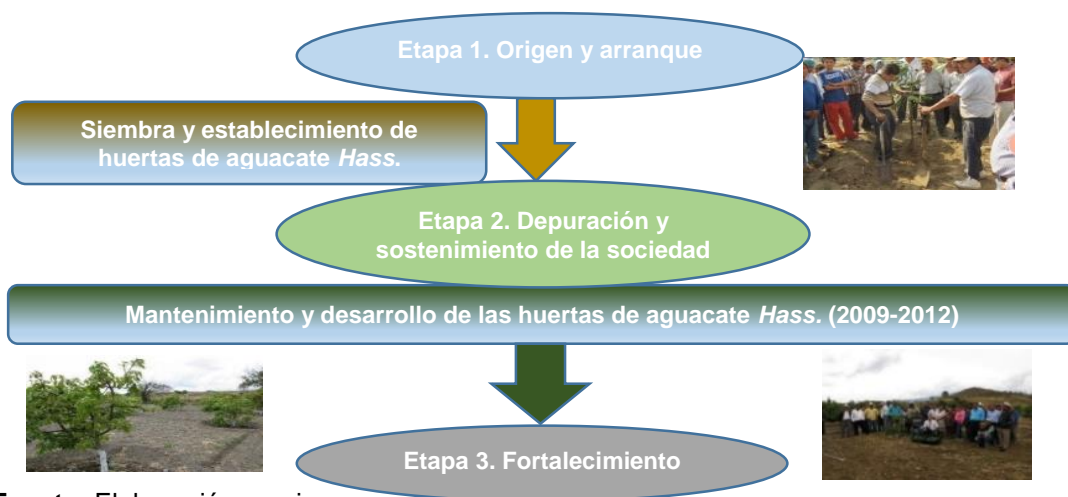 Etapa 1. Origen y arranque
Siembra y establecimiento de
huertas de aguacate Hass.
Etapa 2. Depuración y
sostenimiento de la sociedad
Mantenimiento y desarrollo de las huertas de aguacate Hass. (2009-2012)
Etapa 3. Fortalecimiento
Elaboración